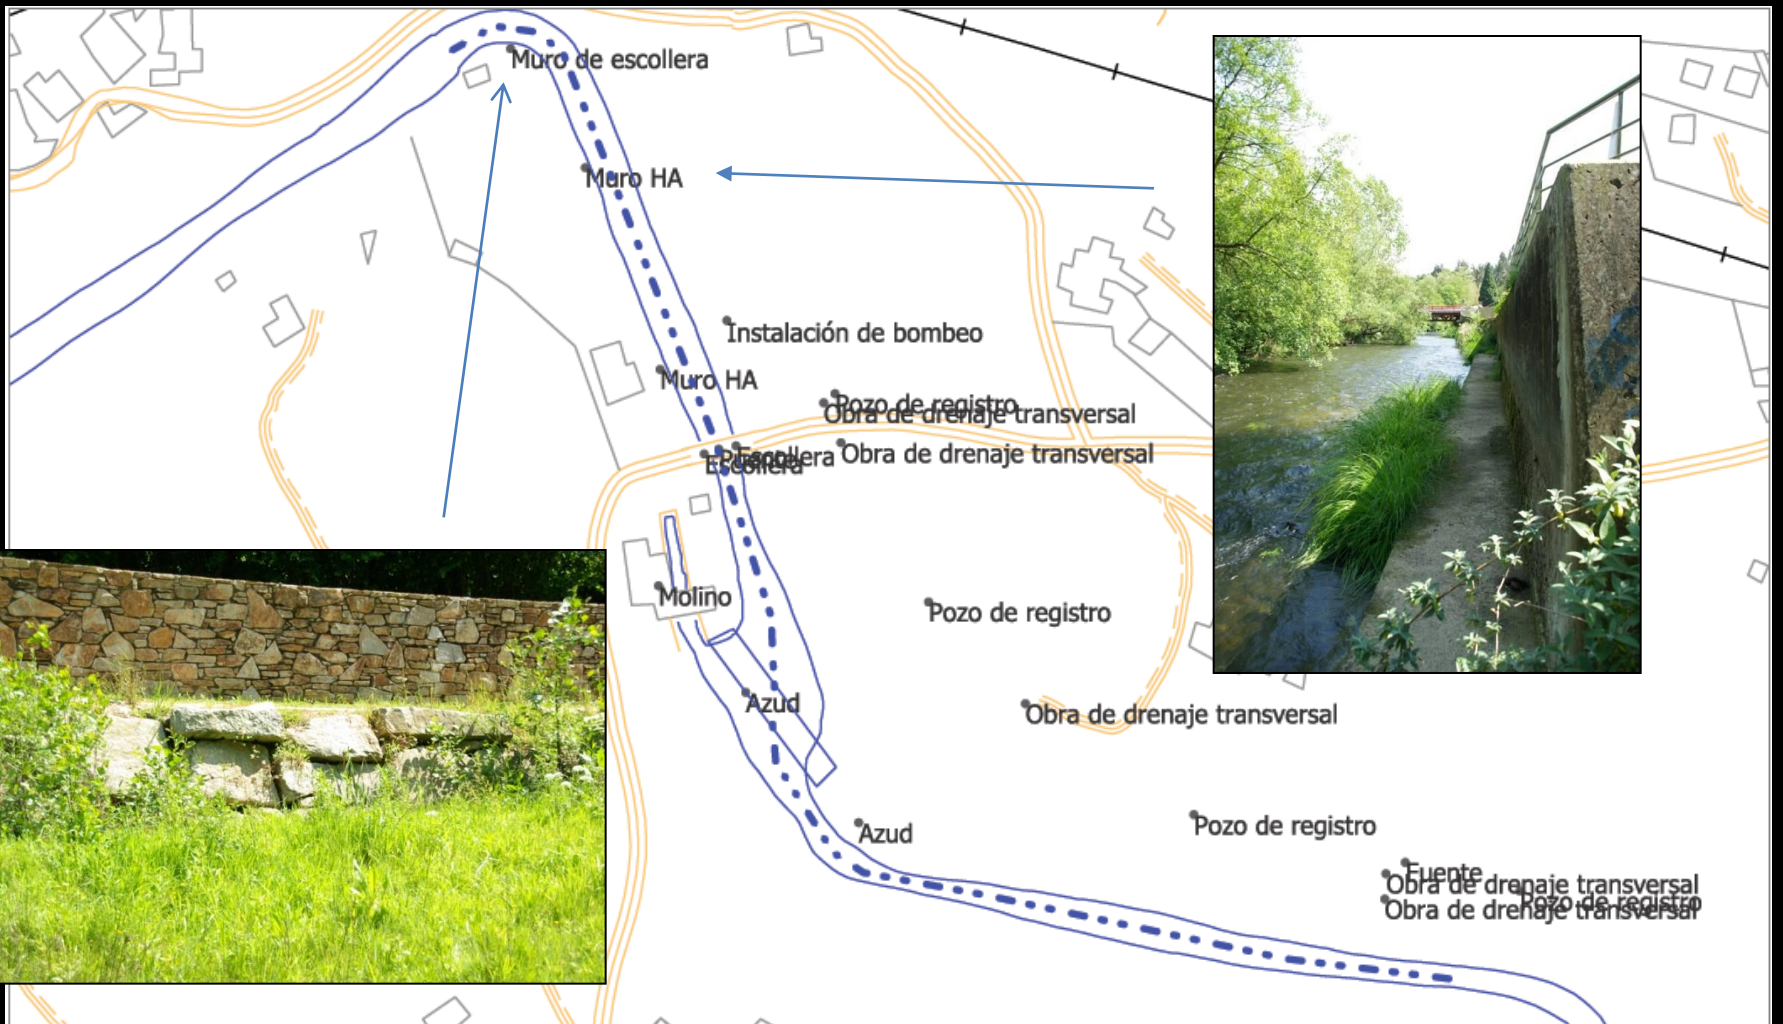 Muro de escollera
Muro HA
Instalación de bombeo
Muro HA
Pozo de registro
Obra de drenaje transversal
Obra de drenaje transversal
Escollera
Escollera
Molino
Pozo de registro
Azud
Obra de drenaje transversal
Azud
Pozo de registro
Fuente
Obra de drenaje transversal
Pozo de registro
Obra de drenaje transversal